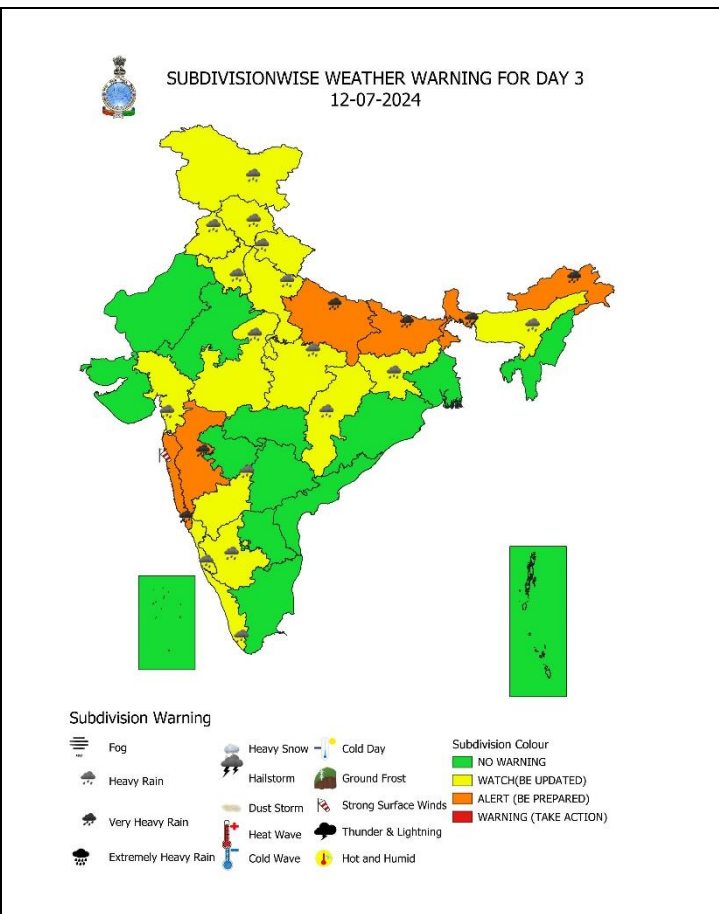 SUBDIVISIONWISE WEATHER WARNING FOR DAY 3
12-07-2024
Subdivision Warning
Fog
Heavy Rain
Very Heavy Rain
Extremely Heavy Rain
Heavy Snow
Hailstorm
Dust Storm
Heat Wave
Cold Wave
Cold Day
Ground Frost
Strong Surface Winds
Thunder & Lightning
Hot and Humid
Subdivision Colour
NO WARNING
WATCH(BE UPDATED)
ALERT (BE PREPARED)
WARNING (TAKE ACTION)